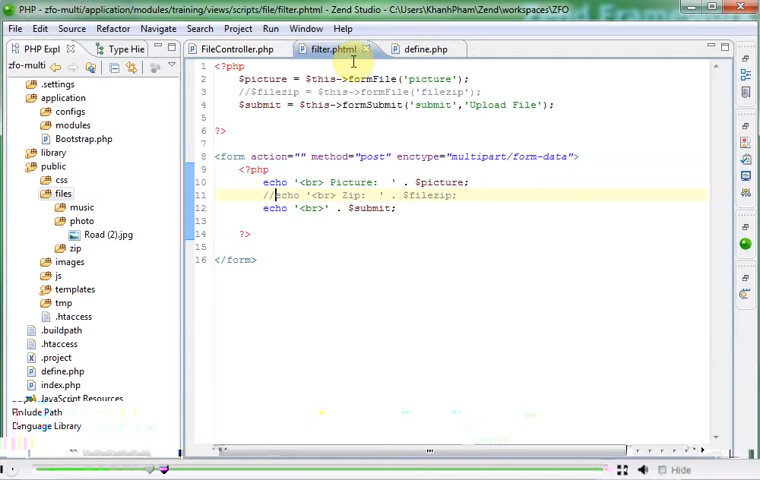 PHP - zfo-multi/application/modules/training/views/scripts/file/filter.phtml - Zend Studio - C:\Users\KhanhPham\Zend\workspaces\ZFO
File Edit Source Refactor Navigate Search Project Run Window Help
PHP Expl Type Hie FileController.php filter.phtml define.php
zfo-multi
.settings
application
configs
modules
Bootstrap.php
library
public
css
files
music
photo
Road (2).jpg
zip
images
js
templates
tmp
.htaccess
.buildpath
.htaccess
.project
define.php
index.php
JavaScript Resources
Include Path
Language Library
1 <?php
2 $picture = $this->formFile('picture');
3 //$filezip = $this->formFile('filezip');
4 $submit = $this->formSubmit('submit','Upload File');
5
6 ?>
7
8 <form action="" method="post" enctype="multipart/form-data">
9 <?php
10 echo '<br> Picture:  ' . $picture;
11 //echo '<br> Zip:  ' . $filezip;
12 echo '<br>' . $submit;
13
14 ?>
15
16 </form>
Hide